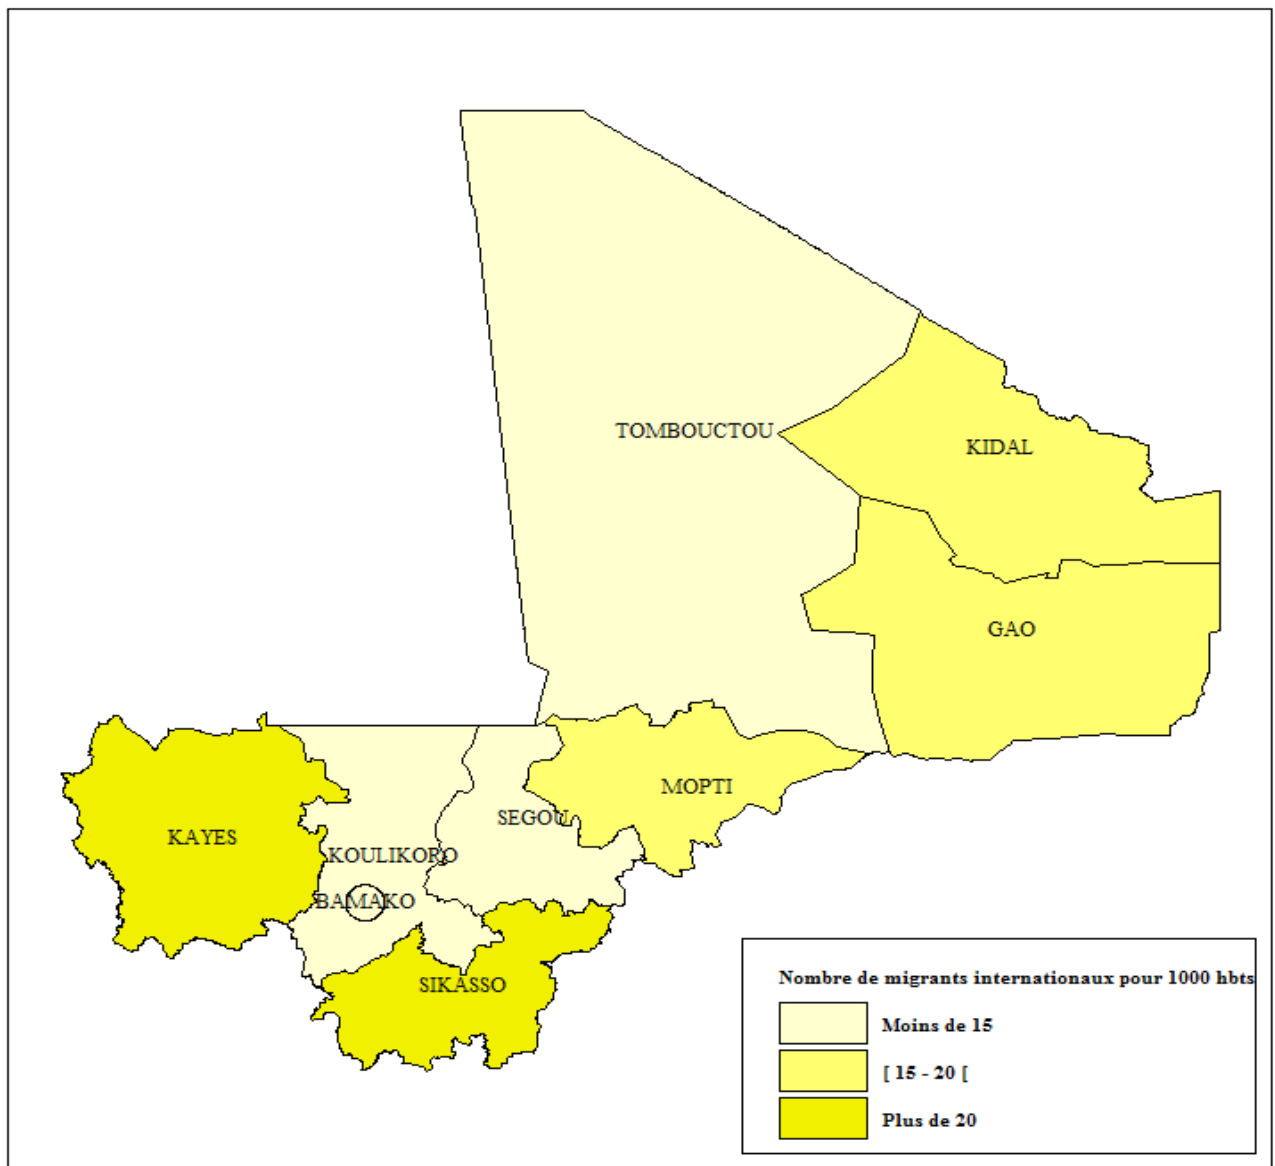 TOMBOUCTOU
KIDAL
GAO
MOPTI
SEGOU
KAYES
KOULIKORO
BAMAKO
SIKASSO
Nombre de migrants internationaux pour 1000 hbts
Moins de 15
[ 15 - 20 [
Plus de 20